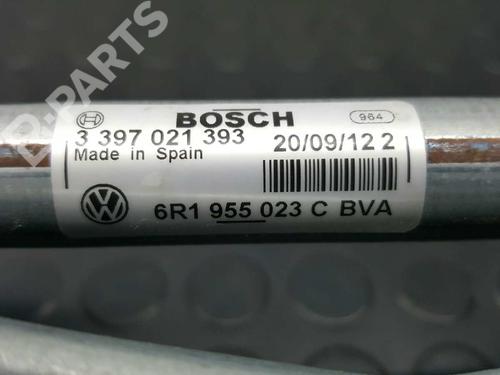 B-PARTS
BOSCH
964
3 397 021 393
20/09/12 2
Made in Spain
6R1 955 023 C BVA